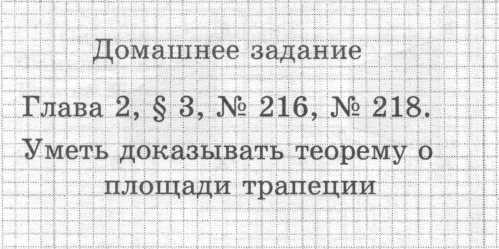 Домашнее задание
Глава 2, § 3, № 216, № 218.
Уметь доказывать теорему о
площади трапеции